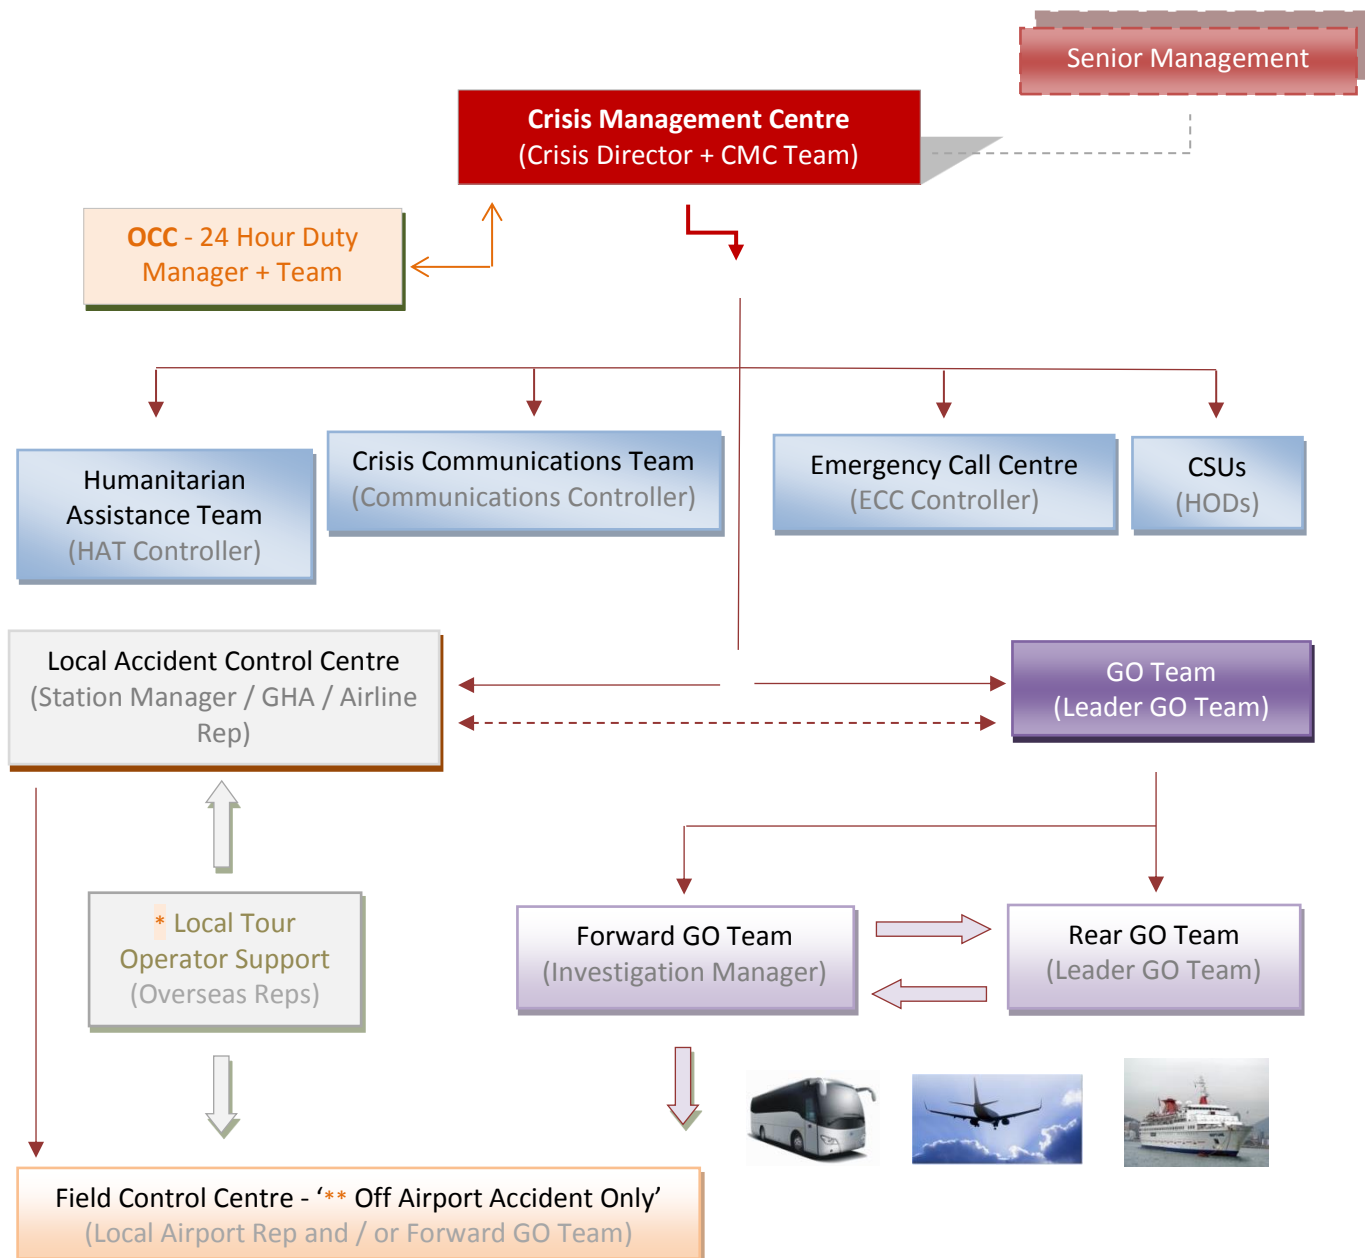 Senior Management
Crisis Management Centre
(Crisis Director + CMC Team)
OCC - 24 Hour Duty
Manager + Team
Humanitarian
Assistance Team
(HAT Controller)
Crisis Communications Team
(Communications Controller)
Emergency Call Centre
(ECC Controller)
CSUs
(HODs)
Local Accident Control Centre
(Station Manager / GHA / Airline
Rep)
GO Team
(Leader GO Team)
* Local Tour
Operator Support
(Overseas Reps)
Forward GO Team
(Investigation Manager)
Rear GO Team
(Leader GO Team)
Field Control Centre - ‘** Off Airport Accident Only’
(Local Airport Rep and / or Forward GO Team)